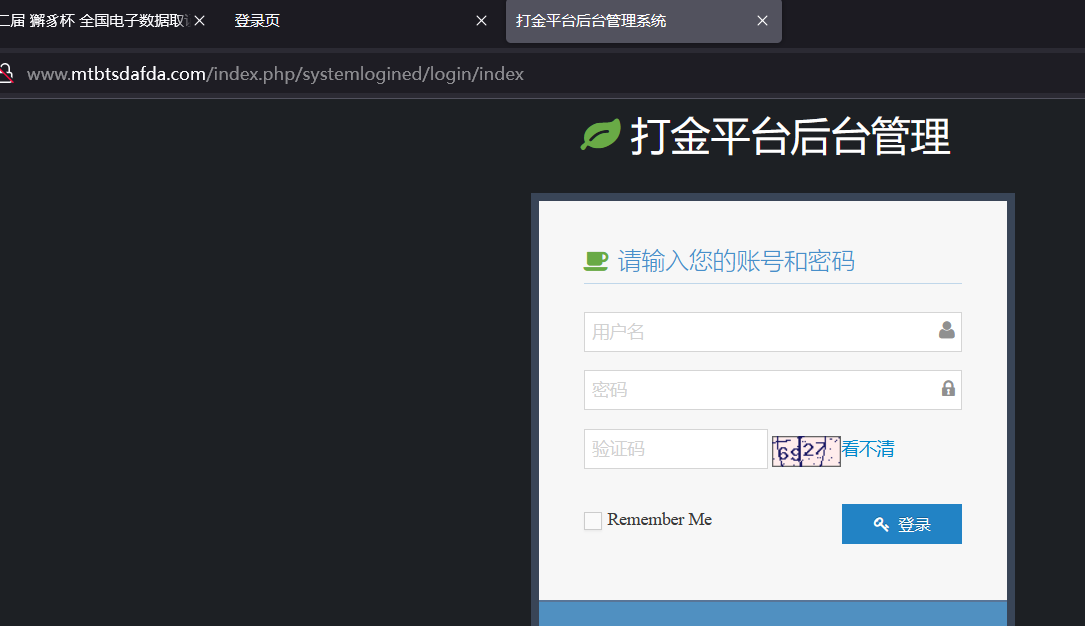 二届 獬豸杯 全国电子数据取
登录页
打金平台后台管理系统
www.mtbtsdafda.com/index.php/systemlogined/login/index
打金平台后台管理
请输入您的账号和密码
用户名
密码
验证码
6927
看不清
Remember Me
登录